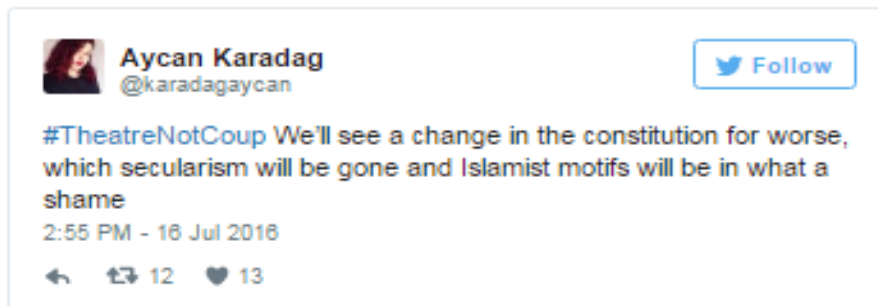 Aycan Karadag
@karadagaycan
Follow
#TheatreNotCoup We'll see a change in the constitution for worse,
which secularism will be gone and Islamist motifs will be in what a
shame
2:55 PM - 16 Jul 2016
12 13